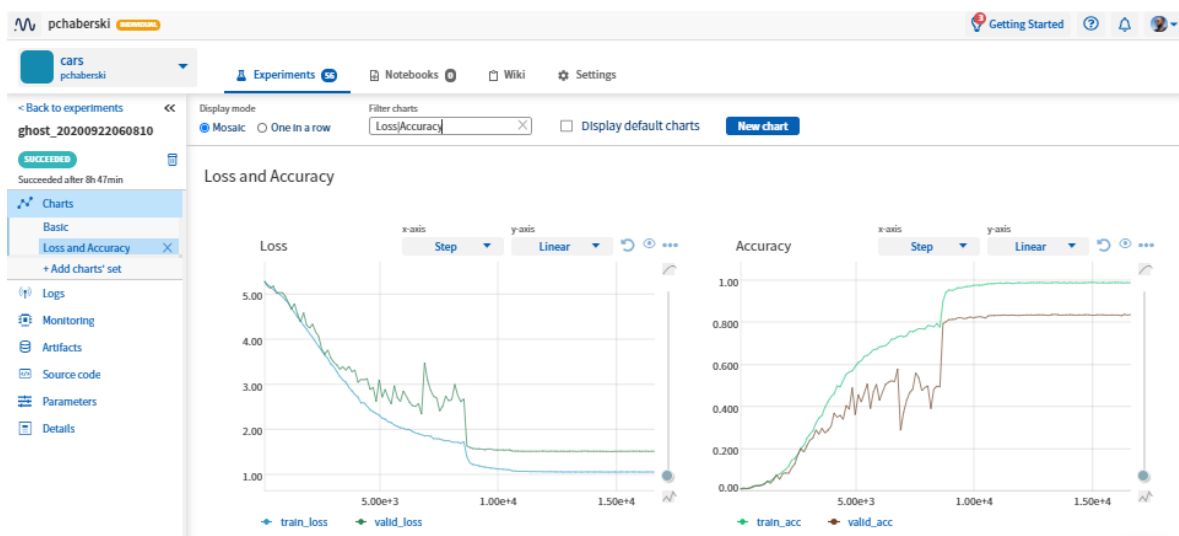 pchaberski INDIVIDUAL
3
Getting Started
cars
pchaberski
Experiments 56
Notebooks 0
Wiki
Settings
< Back to experiments
ghost_20200922060810
SUCCEEDED
Succeeded after 8h 47min
Charts
Basic
Loss and Accuracy
+ Add charts' set
Logs
Monitoring
Artifacts
Source code
Parameters
Details
Display mode
Mosaic
One in a row
Filter charts
Loss|Accuracy
Display default charts
New chart
Loss and Accuracy
Loss
x-axis
Step
y-axis
Linear
5.00
4.00
3.00
2.00
1.00
5.00e+3
1.00e+4
1.50e+4
train_loss
valid_loss
Accuracy
x-axis
Step
y-axis
Linear
1.00
0.800
0.600
0.400
0.200
0.00
5.00e+3
1.00e+4
1.50e+4
train_acc
valid_acc